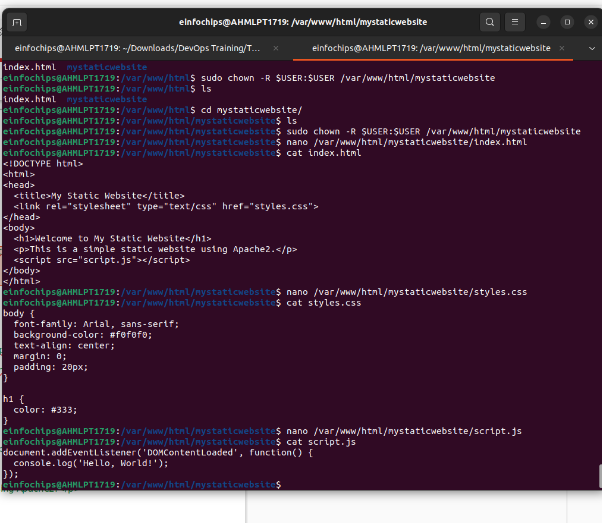 einfochips@AHMLPT1719: /var/www/html/mystaticwebsite
einfochips@AHMLPT1719: ~/Downloads/DevOps Training/T...
einfochips@AHMLPT1719: /var/www/html/mystaticwebsite
index.html  mystaticwebsite
einfochips@AHMLPT1719:/var/www/html$ sudo chown -R $USER:$USER /var/www/html/mystaticwebsite
einfochips@AHMLPT1719:/var/www/html$ ls
index.html  mystaticwebsite
einfochips@AHMLPT1719:/var/www/html$ cd mystaticwebsite/
einfochips@AHMLPT1719:/var/www/html/mystaticwebsite$ ls
einfochips@AHMLPT1719:/var/www/html/mystaticwebsite$ sudo chown -R $USER:$USER /var/www/html/mystaticwebsite
einfochips@AHMLPT1719:/var/www/html/mystaticwebsite$ nano /var/www/html/mystaticwebsite/index.html
einfochips@AHMLPT1719:/var/www/html/mystaticwebsite$ cat index.html
<!DOCTYPE html>
<html>
<head>
  <title>My Static Website</title>
  <link rel="stylesheet" type="text/css" href="styles.css">
</head>
<body>
  <h1>Welcome to My Static Website</h1>
  <p>This is a simple static website using Apache2.</p>
  <script src="script.js"></script>
</body>
</html>
einfochips@AHMLPT1719:/var/www/html/mystaticwebsite$ nano /var/www/html/mystaticwebsite/styles.css
einfochips@AHMLPT1719:/var/www/html/mystaticwebsite$ cat styles.css
body {
  font-family: Arial, sans-serif;
  background-color: #f0f0f0;
  text-align: center;
  margin: 0;
  padding: 20px;
}

h1 {
  color: #333;
}
einfochips@AHMLPT1719:/var/www/html/mystaticwebsite$ nano /var/www/html/mystaticwebsite/script.js
einfochips@AHMLPT1719:/var/www/html/mystaticwebsite$ cat script.js
document.addEventListener('DOMContentLoaded', function() {
  console.log('Hello, World!');
});
einfochips@AHMLPT1719:/var/www/html/mystaticwebsite$